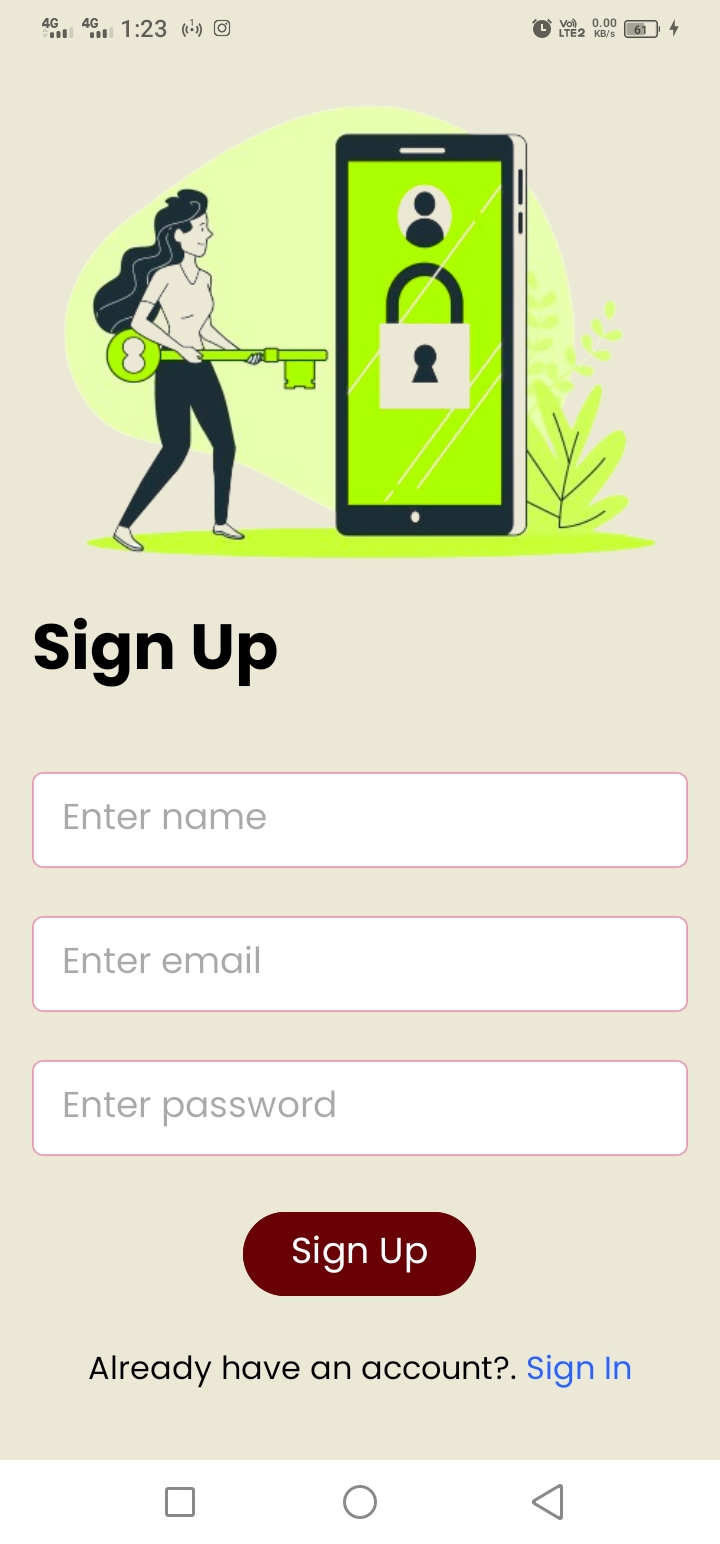 4G 4G 1:23 Vo) LTE2 0.00 KB/s 61
Sign Up
Enter name
Enter email
Enter password
Sign Up
Already have an account?. Sign In